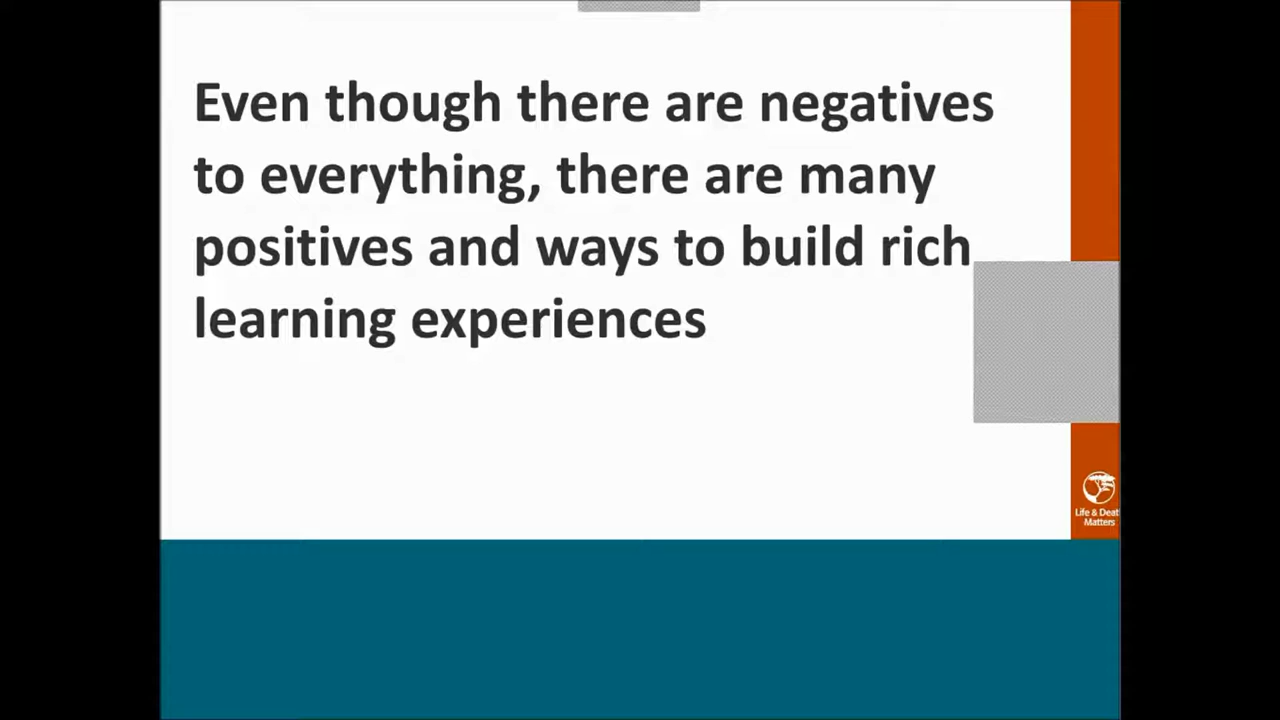 Even though there are negatives
to everything, there are many
positives and ways to build rich
learning experiences
Life & Deat
Matters